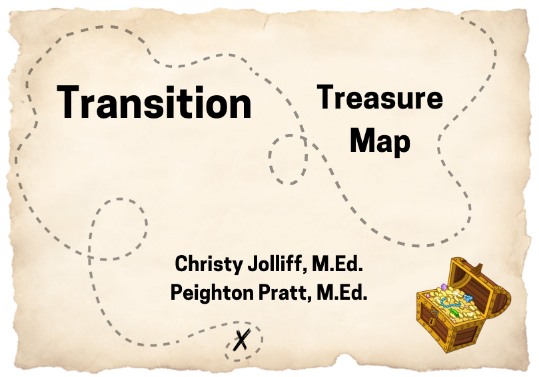 Transition
Treasure
Map
Christy Jolliff, M.Ed.
Peighton Pratt, M.Ed.
X